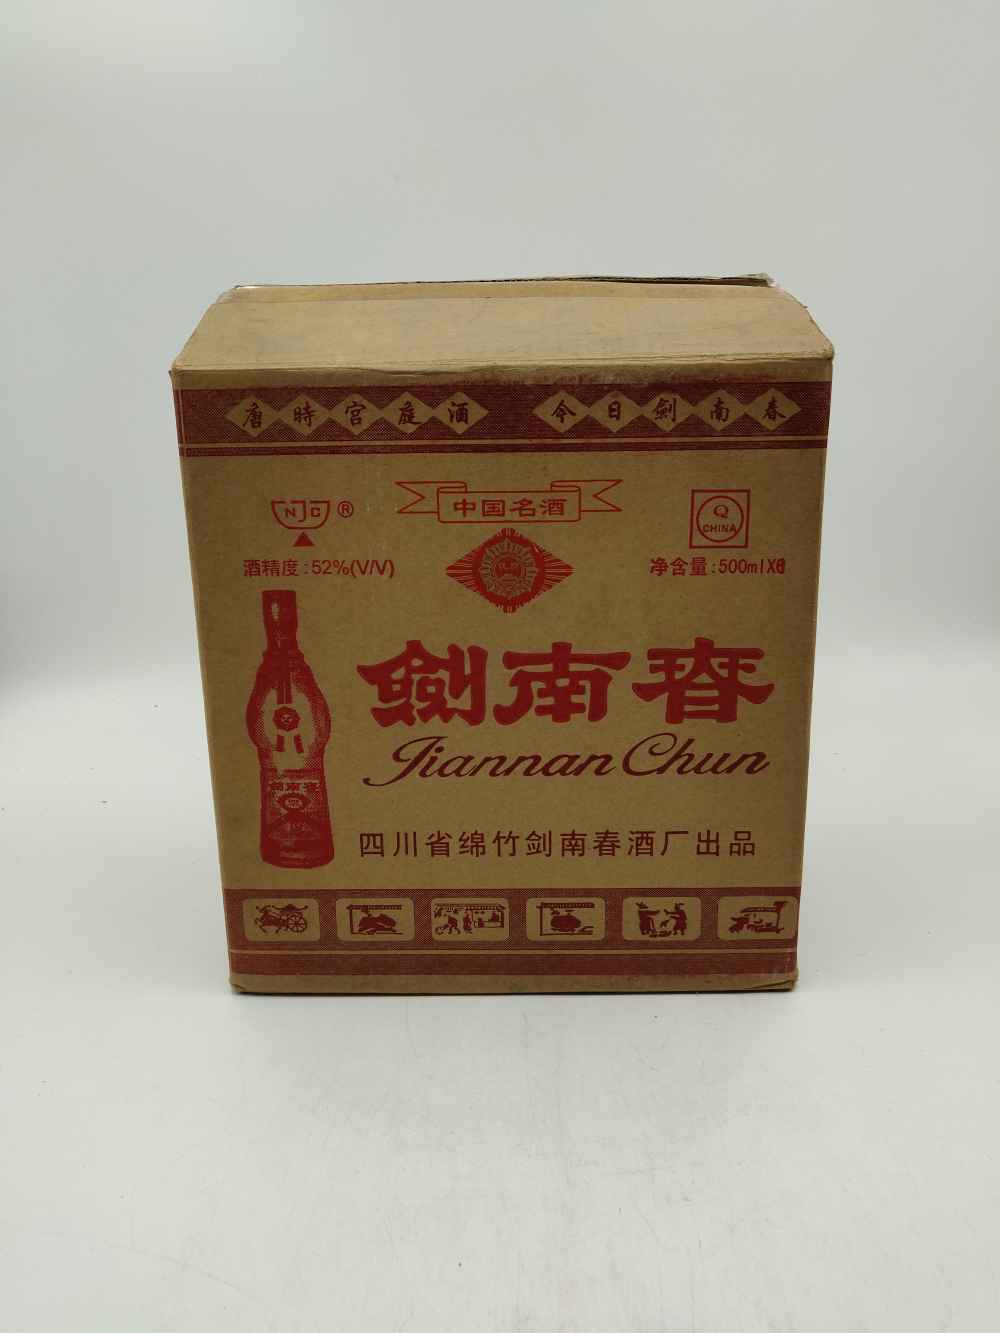 唐時宮庭酒 今日劍南春
NJC®
中国名酒
Q
CHINA
酒精度:52%(V/V)
净含量:500mlX6
劍南春
Jiannan Chun
四川省绵竹剑南春酒厂出品